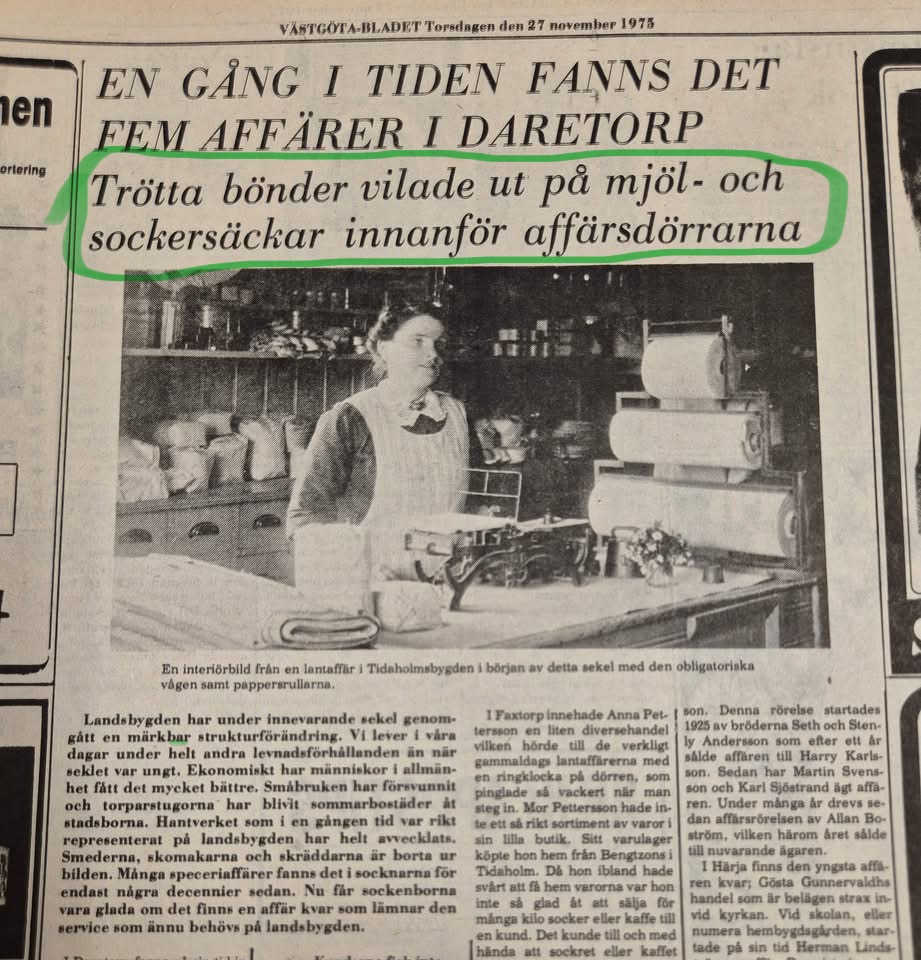 VÄSTGÖTA-BLADET Torsdagen den 27 november 1975
nen
ortering
EN GÅNG I TIDEN FANNS DET
FEM AFFÄRER I DARETORP
Trötta bönder vilade ut på mjöl- och
sockersäckar innanför affärsdörrarna
En interiörbild från en lantaffär i Tidaholmsbygden i början av detta sekel med den obligatoriska
vågen samt pappersrullarna.
Landsbygden har under innevarande sekel genom-
gått en märkbar strukturförändring. Vi lever i våra
dagar under helt andra levnadsförhållanden än när
seklet var ungt. Ekonomiskt har människor i allmän-
het fått det mycket bättre. Småbruken har försvunnit
och torparstugorna har blivit sommarbostäder åt
stadsborna. Hantverket som i en gången tid var rikt
representerat på landsbygden har helt avvecklats.
Smederna, skomakarna och skräddarna är borta ur
bilden. Många speceriaffärer fanns det i socknarna för
endast några decennier sedan. Nu får sockenborna
vara glada om det finns en affär kvar som lämnar den
service som ännu behövs på landsbygden.
I Faxtorp innehade Anna Pet-
tersson en liten diversehandel
vilken hörde till de verkligt
gammaldags lantaffärerna med
en ringklocka på dörren, som
pinglade så vackert när man
steg in. Mor Pettersson hade in-
te ett så rikt sortiment av varor i
sin lilla butik. Sitt varulager
köpte hon hem från Bengtzons i
Tidaholm. Då hon ibland hade
svårt att få hem varorna var hon
inte så glad åt att sälja för
många kilo socker eller kaffe till
en kund. Det kunde till och med
hända att sockret eller kaffet
son. Denna rörelse startades
1925 av bröderna Seth och Sten-
ly Andersson som efter ett år
sålde affären till Harry Karls-
son. Sedan har Martin Svens-
son och Karl Sjöstrand ägt affä-
ren. Under många år drevs se-
dan affärsrörelsen av Allan Bo-
ström, vilken härom året sålde
till nuvarande ägaren.
I Härja finns den yngsta affä-
ren kvar; Gösta Gunnervaldhs
handel som är belägen strax in-
vid kyrkan. Vid skolan, eller
numera hembygdsgården, star-
tade på sin tid Herman Linds-